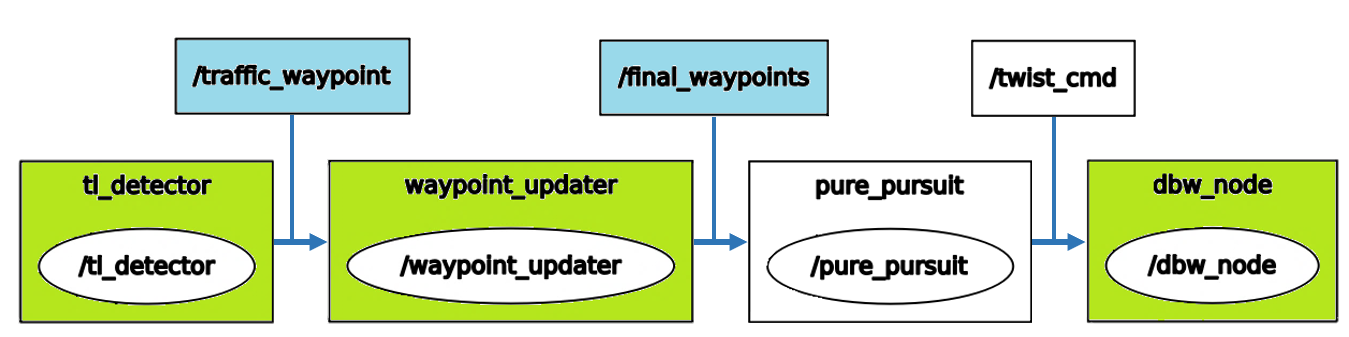 /traffic_waypoint
/final_waypoints
/twist_cmd
tl_detector
waypoint_updater
pure_pursuit
dbw_node
/tl_detector
/waypoint_updater
/pure_pursuit
/dbw_node